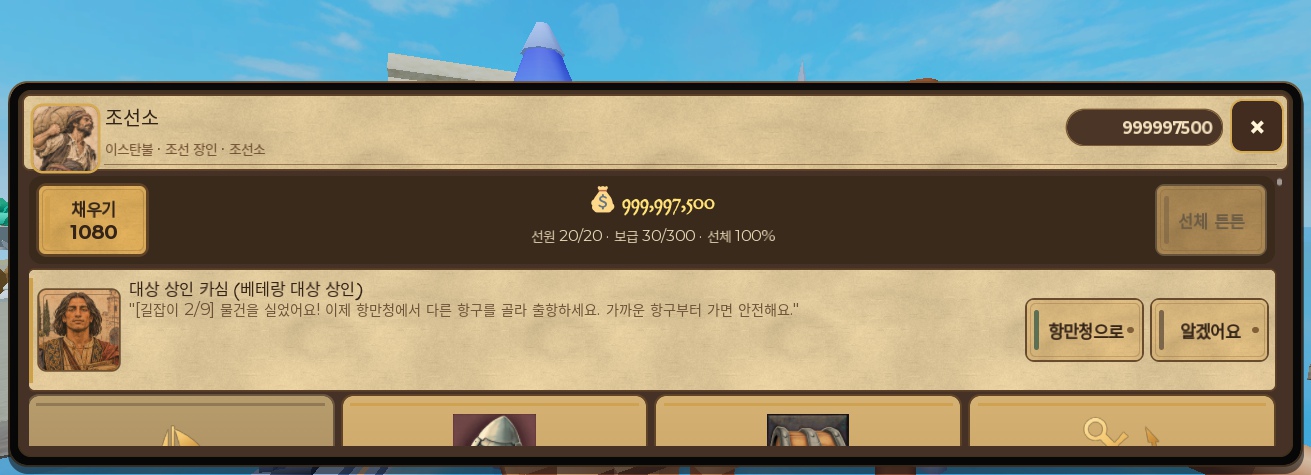 조선소
이스탄불 · 조선 장인 · 조선소
999997500
×
채우기
1080
999,997,500
선원 20/20 · 보급 30/300 · 선체 100%
선체 튼튼
대상 상인 카심 (베테랑 대상 상인)
"[길잡이 2/9] 물건을 실었어요! 이제 항만청에서 다른 항구를 골라 출항하세요. 가까운 항구부터 가면 안전해요."
항만청으로
알겠어요